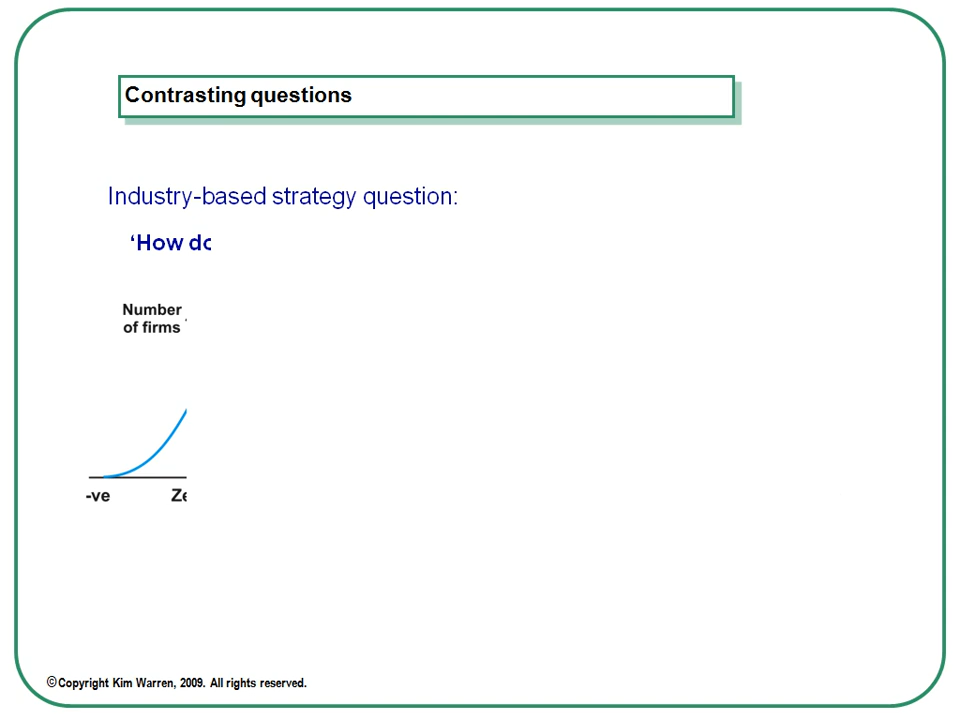 Contrasting questions
Industry-based strategy question:
‘How do
Number
of firms
-ve
©Copyright Kim Warren, 2009. All rights reserved.